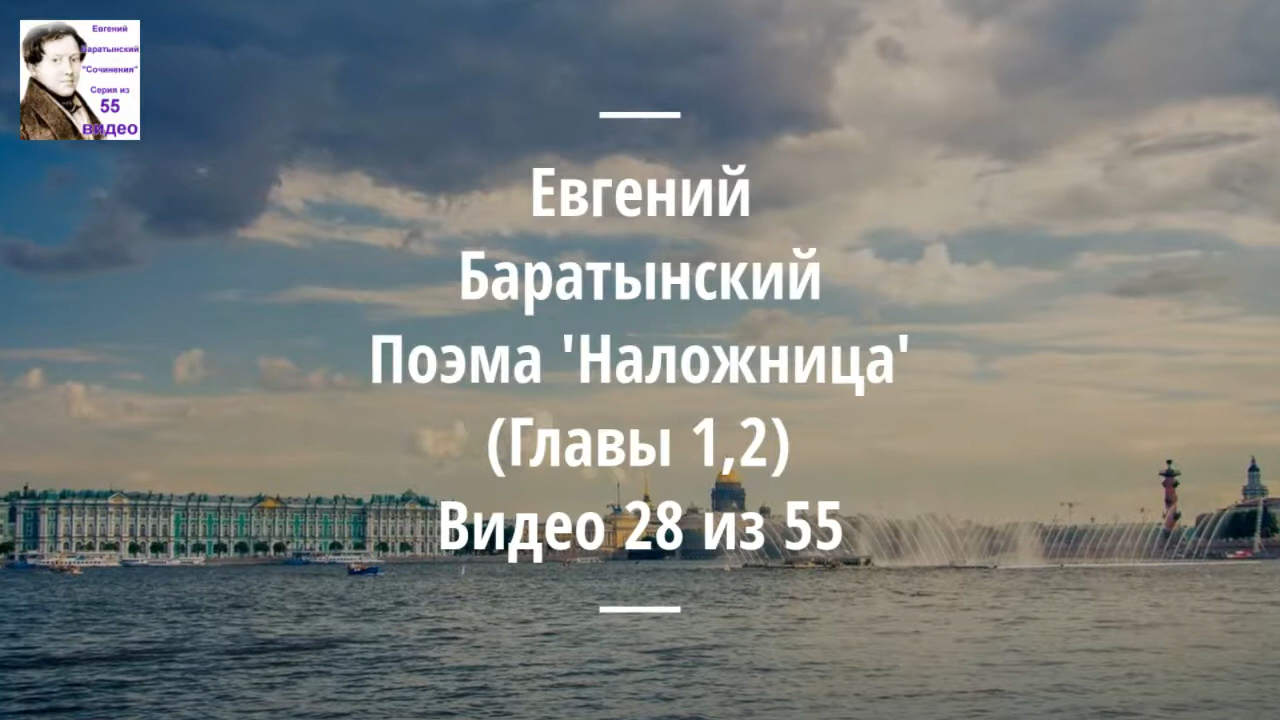 Евгений
Баратынский
"Сочинения"
Серия из
55
видео
Евгений
Баратынский
Поэма 'Наложница'
(Главы 1,2)
Видео 28 из 55